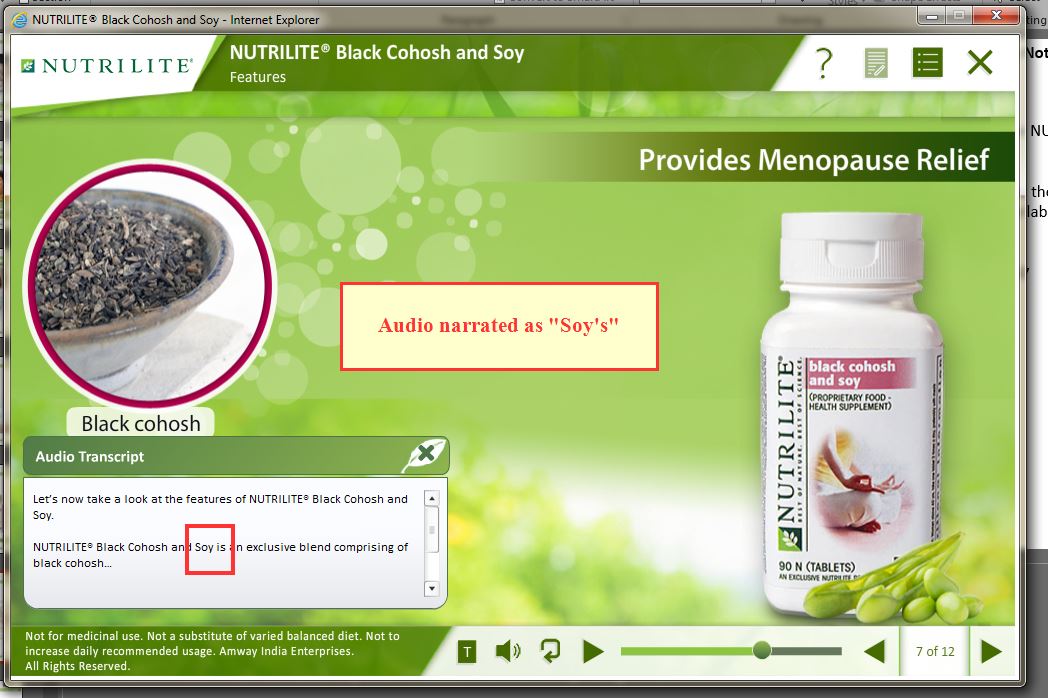 NUTRILITE® Black Cohosh and Soy - Internet Explorer
NUTRILITE®
NUTRILITE® Black Cohosh and Soy
Features
?
Provides Menopause Relief
Audio narrated as "Soy's"
Black cohosh
Audio Transcript
Let's now take a look at the features of NUTRILITE® Black Cohosh and
Soy.
NUTRILITE® Black Cohosh and Soy is an exclusive blend comprising of
black cohosh...
NUTRILITE®
BEST OF NATURE. BEST OF SCIENCE.
black cohosh
and soy
(PROPRIETARY FOOD -
HEALTH SUPPLEMENT)
90 N (TABLETS)
AN EXCLUSIVE NUTRILITE
Not for medicinal use. Not a substitute of varied balanced diet. Not to
increase daily recommended usage. Amway India Enterprises.
All Rights Reserved.
T
7 of 12